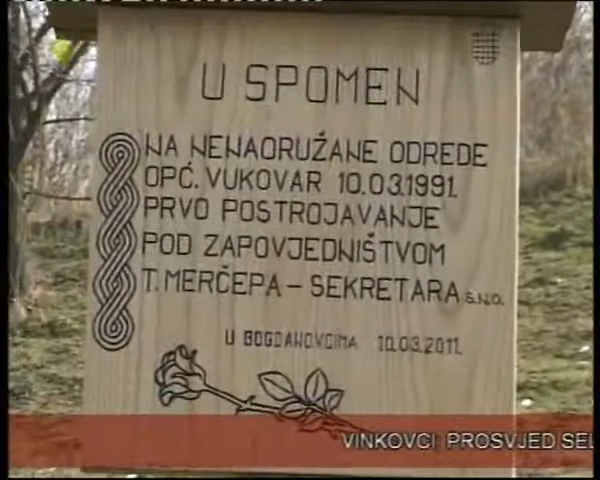 U SPOMEN
NA NENAORUŽANE ODREDE
OPĆ. VUKOVAR 10.03.1991.
PRVO POSTROJAVANJE
POD ZAPOVJEDNIŠTVOM
T. MERČEPA - SEKRETARA S.N.O.
U BOGDANOVCIMA 10.03.2011.
VINKOVCI PROSVJED SEL